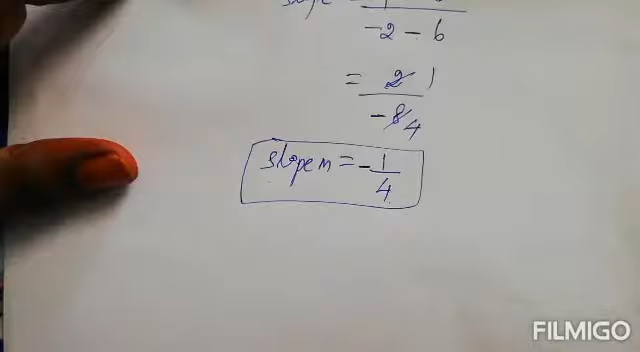 -2 - 6
= 2 1
-8 4
slope m = - 1
4
FILMIGO